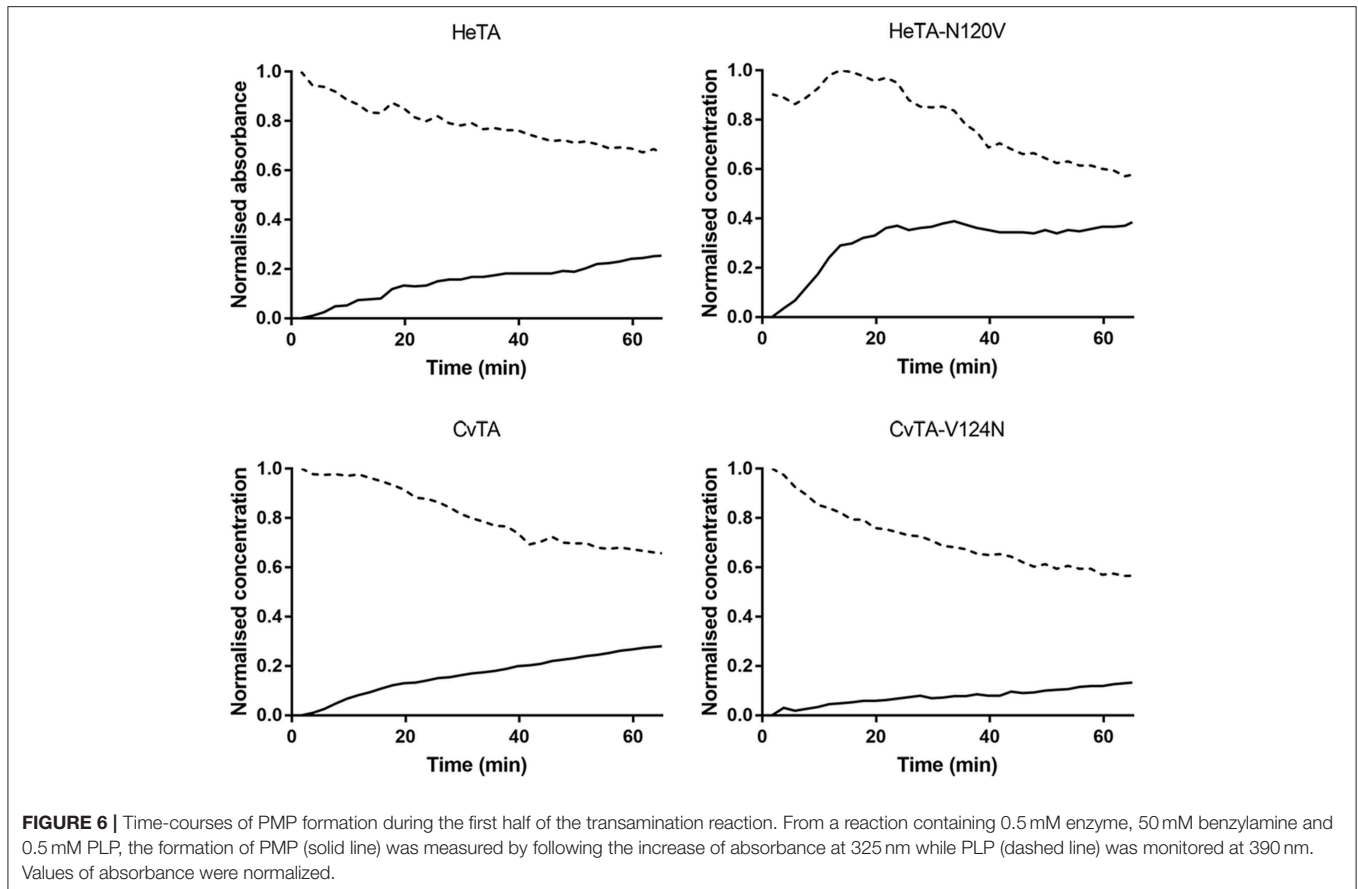 HeTA
Normalised absorbance
1.0
0.8
0.6
0.4
0.2
0.0
0 20 40 60
Time (min)
HeTA-N120V
Normalised concentration
1.0
0.8
0.6
0.4
0.2
0.0
0 20 40 60
Time (min)
CvTA
Normalised concentration
1.0
0.8
0.6
0.4
0.2
0.0
0 20 40 60
Time (min)
CvTA-V124N
Normalised concentration
1.0
0.8
0.6
0.4
0.2
0.0
0 20 40 60
Time (min)
FIGURE 6 | Time-courses of PMP formation during the first half of the transamination reaction. From a reaction containing 0.5 mM enzyme, 50 mM benzylamine and
0.5 mM PLP, the formation of PMP (solid line) was measured by following the increase of absorbance at 325 nm while PLP (dashed line) was monitored at 390 nm.
Values of absorbance were normalized.